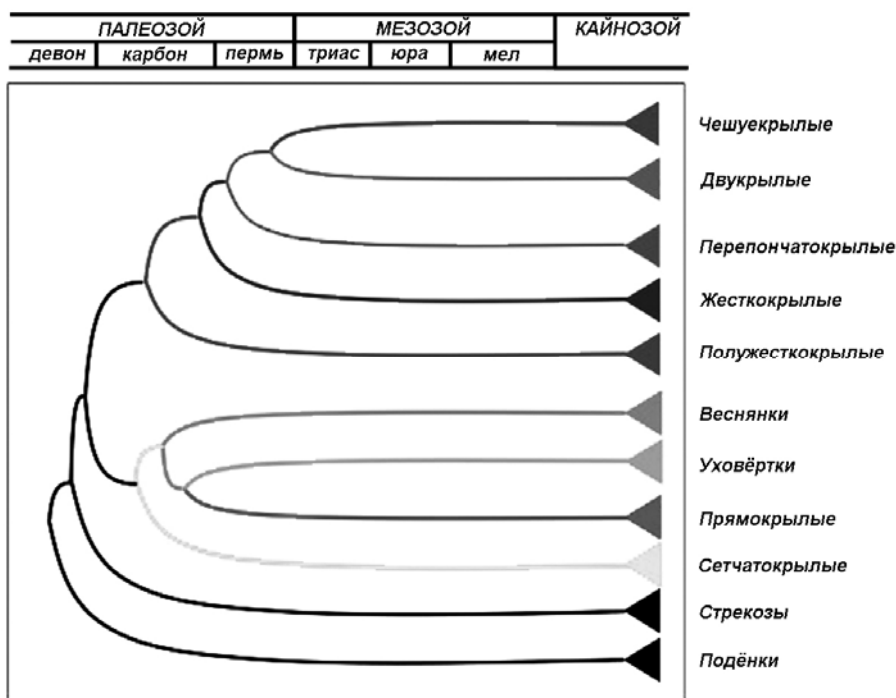 ПАЛЕОЗОЙ МЕЗОЗОЙ КАЙНОЗОЙ
девон карбон пермь триас юра мел
Чешуекрылые
Двукрылые
Перепончатокрылые
Жесткокрылые
Полужесткокрылые
Веснянки
Уховёртки
Прямокрылые
Сетчатокрылые
Стрекозы
Подёнки